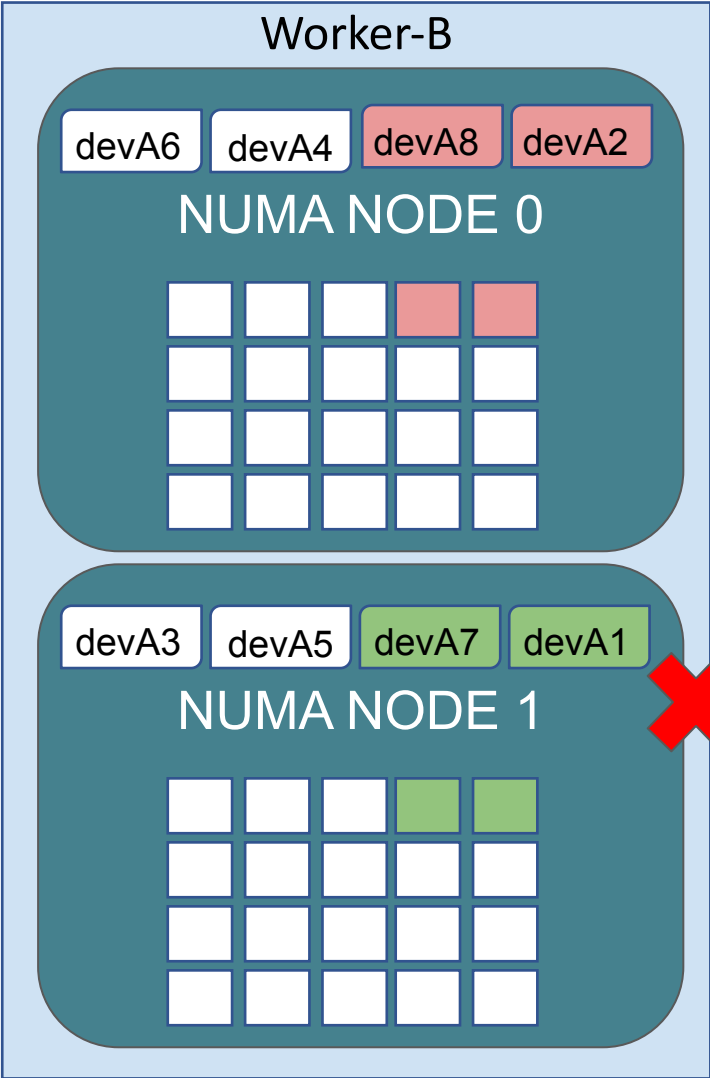 Worker-B
devA6 devA4 devA8 devA2
NUMA NODE 0
devA3 devA5 devA7 devA1
NUMA NODE 1